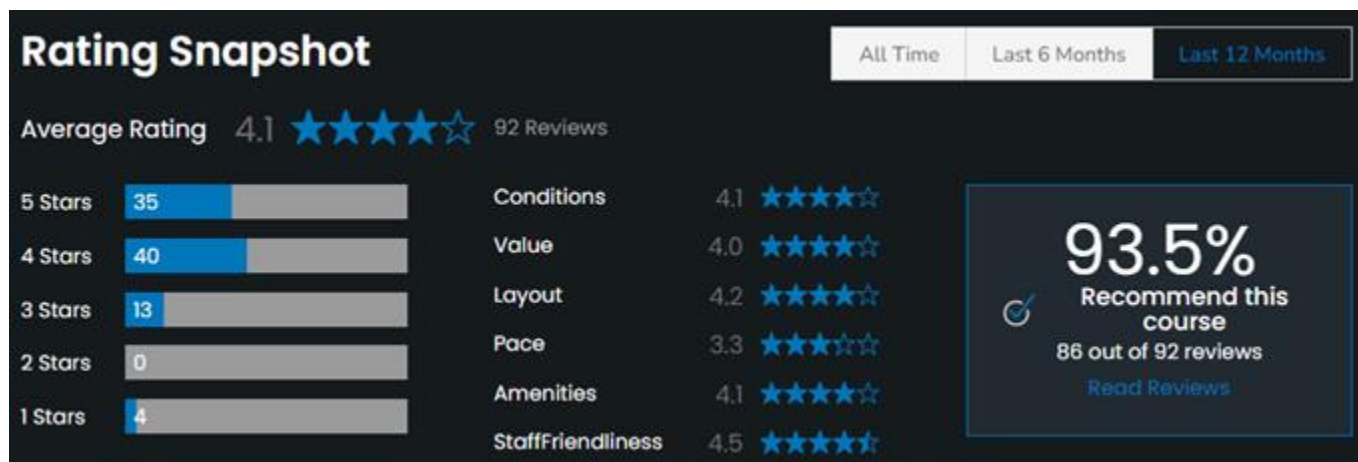 Rating Snapshot
All Time Last 6 Months Last 12 Months
Average Rating 4.1 92 Reviews
5 Stars 35
4 Stars 40
3 Stars 13
2 Stars 0
1 Stars 4
Conditions 4.1
Value 4.0
Layout 4.2
Pace 3.3
Amenities 4.1
StaffFriendliness 4.5
93.5%
Recommend this
course
86 out of 92 reviews
Read Reviews